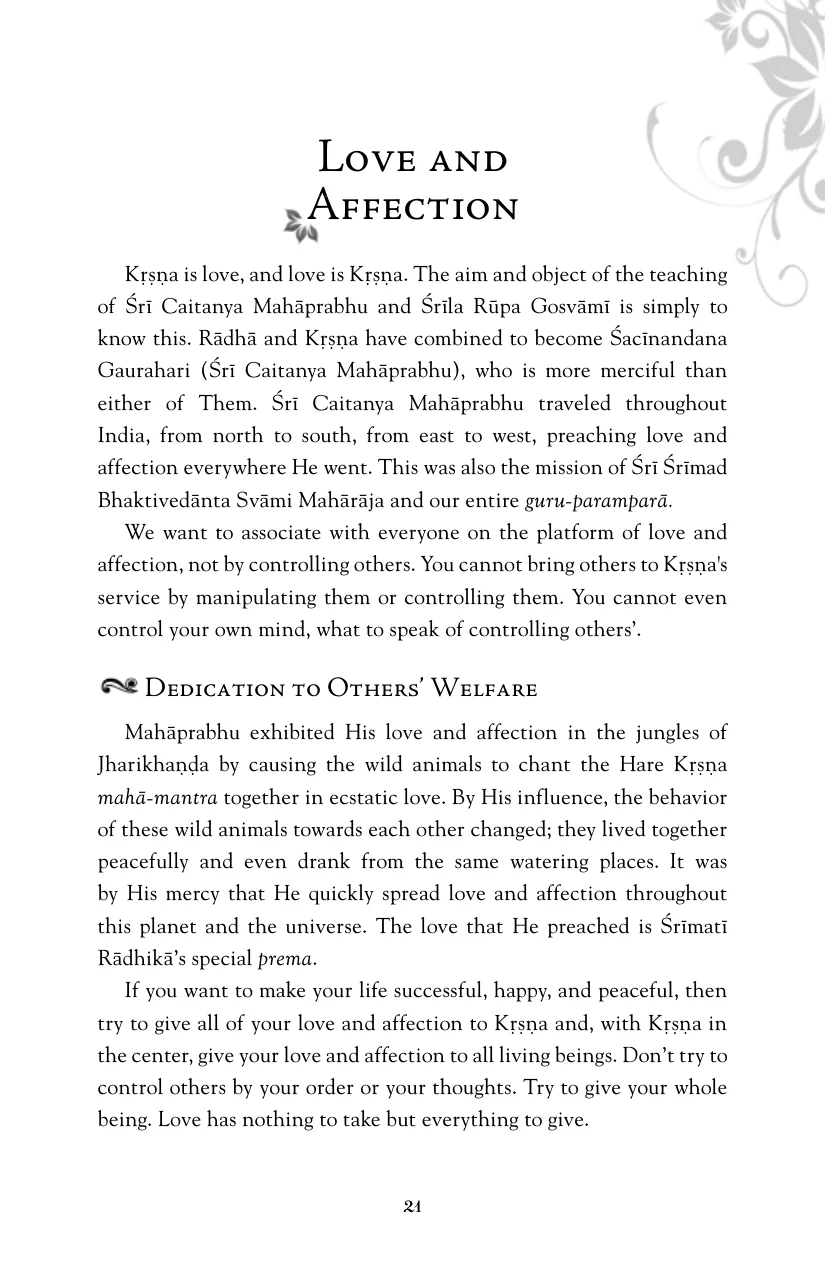 Love and
Affection
Kṛṣṇa is love, and love is Kṛṣṇa. The aim and object of the teaching
of Śrī Caitanya Mahāprabhu and Śrīla Rūpa Gosvāmī is simply to
know this. Rādhā and Kṛṣṇa have combined to become Śacīnandana
Gaurahari (Śrī Caitanya Mahāprabhu), who is more merciful than
either of Them. Śrī Caitanya Mahāprabhu traveled throughout
India, from north to south, from east to west, preaching love and
affection everywhere He went. This was also the mission of Śrī Śrīmad
Bhaktivedānta Svāmi Mahārāja and our entire guru-paramparā.
We want to associate with everyone on the platform of love and
affection, not by controlling others. You cannot bring others to Kṛṣṇa's
service by manipulating them or controlling them. You cannot even
control your own mind, what to speak of controlling others’.
Dedication to Others’ Welfare
Mahāprabhu exhibited His love and affection in the jungles of
Jharikhaṇḍa by causing the wild animals to chant the Hare Kṛṣṇa
mahā-mantra together in ecstatic love. By His influence, the behavior
of these wild animals towards each other changed; they lived together
peacefully and even drank from the same watering places. It was
by His mercy that He quickly spread love and affection throughout
this planet and the universe. The love that He preached is Śrīmatī
Rādhikā’s special prema.
If you want to make your life successful, happy, and peaceful, then
try to give all of your love and affection to Kṛṣṇa and, with Kṛṣṇa in
the center, give your love and affection to all living beings. Don’t try to
control others by your order or your thoughts. Try to give your whole
being. Love has nothing to take but everything to give.
21